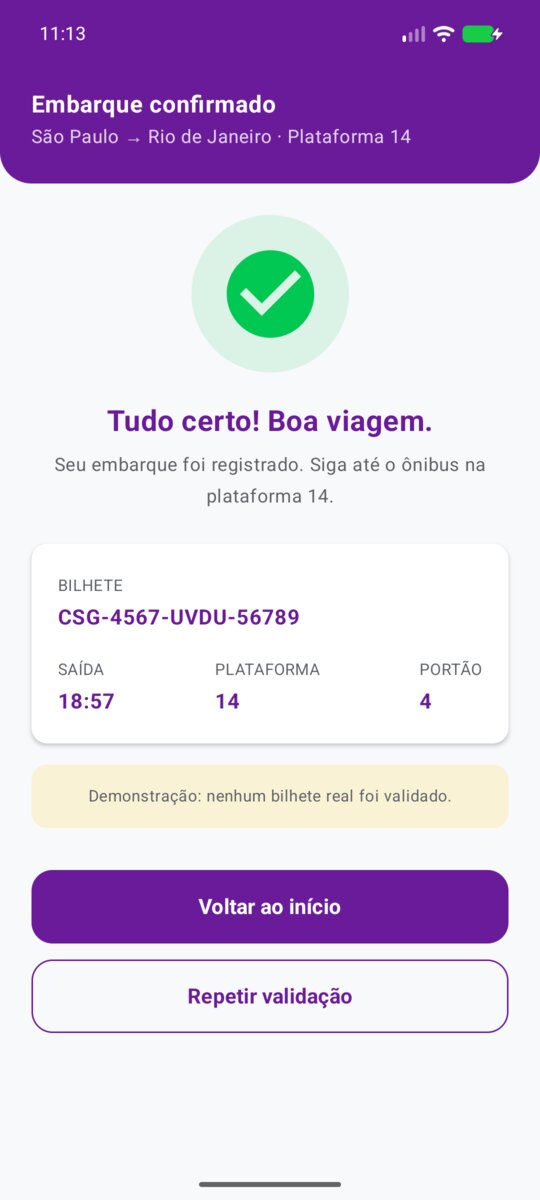 11:13
Embarque confirmado
São Paulo → Rio de Janeiro · Plataforma 14
Tudo certo! Boa viagem.
Seu embarque foi registrado. Siga até o ônibus na
plataforma 14.
BILHETE
CSG-4567-UVDU-56789
SAÍDA PLATAFORMA PORTÃO
18:57 14 4
Demonstração: nenhum bilhete real foi validado.
Voltar ao início
Repetir validação